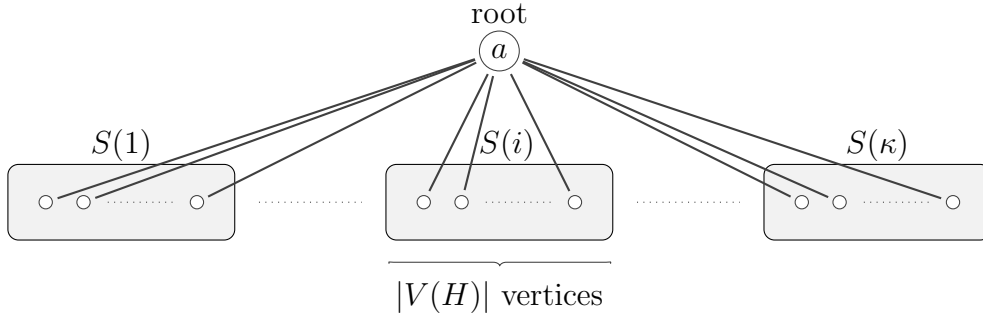 root
a
S(1) S(i) S(κ)
|V(H)| vertices